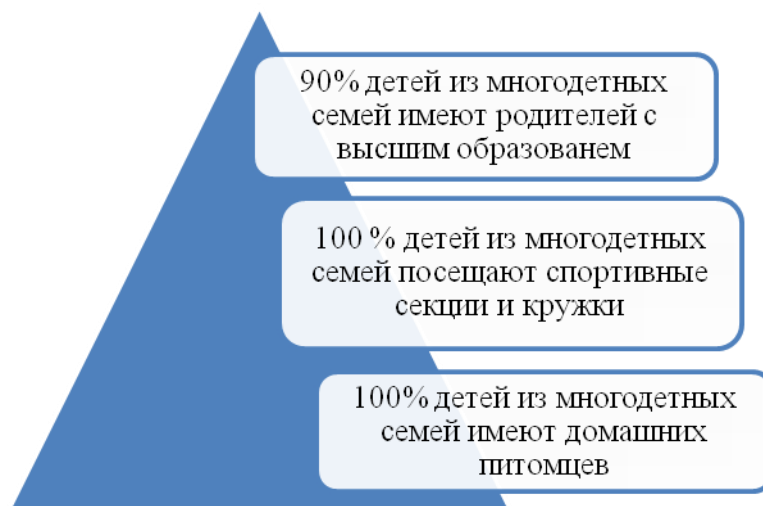 90% детей из многодетных
семей имеют родителей с
высшим образованем
100 % детей из многодетных
семей посещают спортивные
секции и кружки
100% детей из многодетных
семей имеют домашних
питомцев